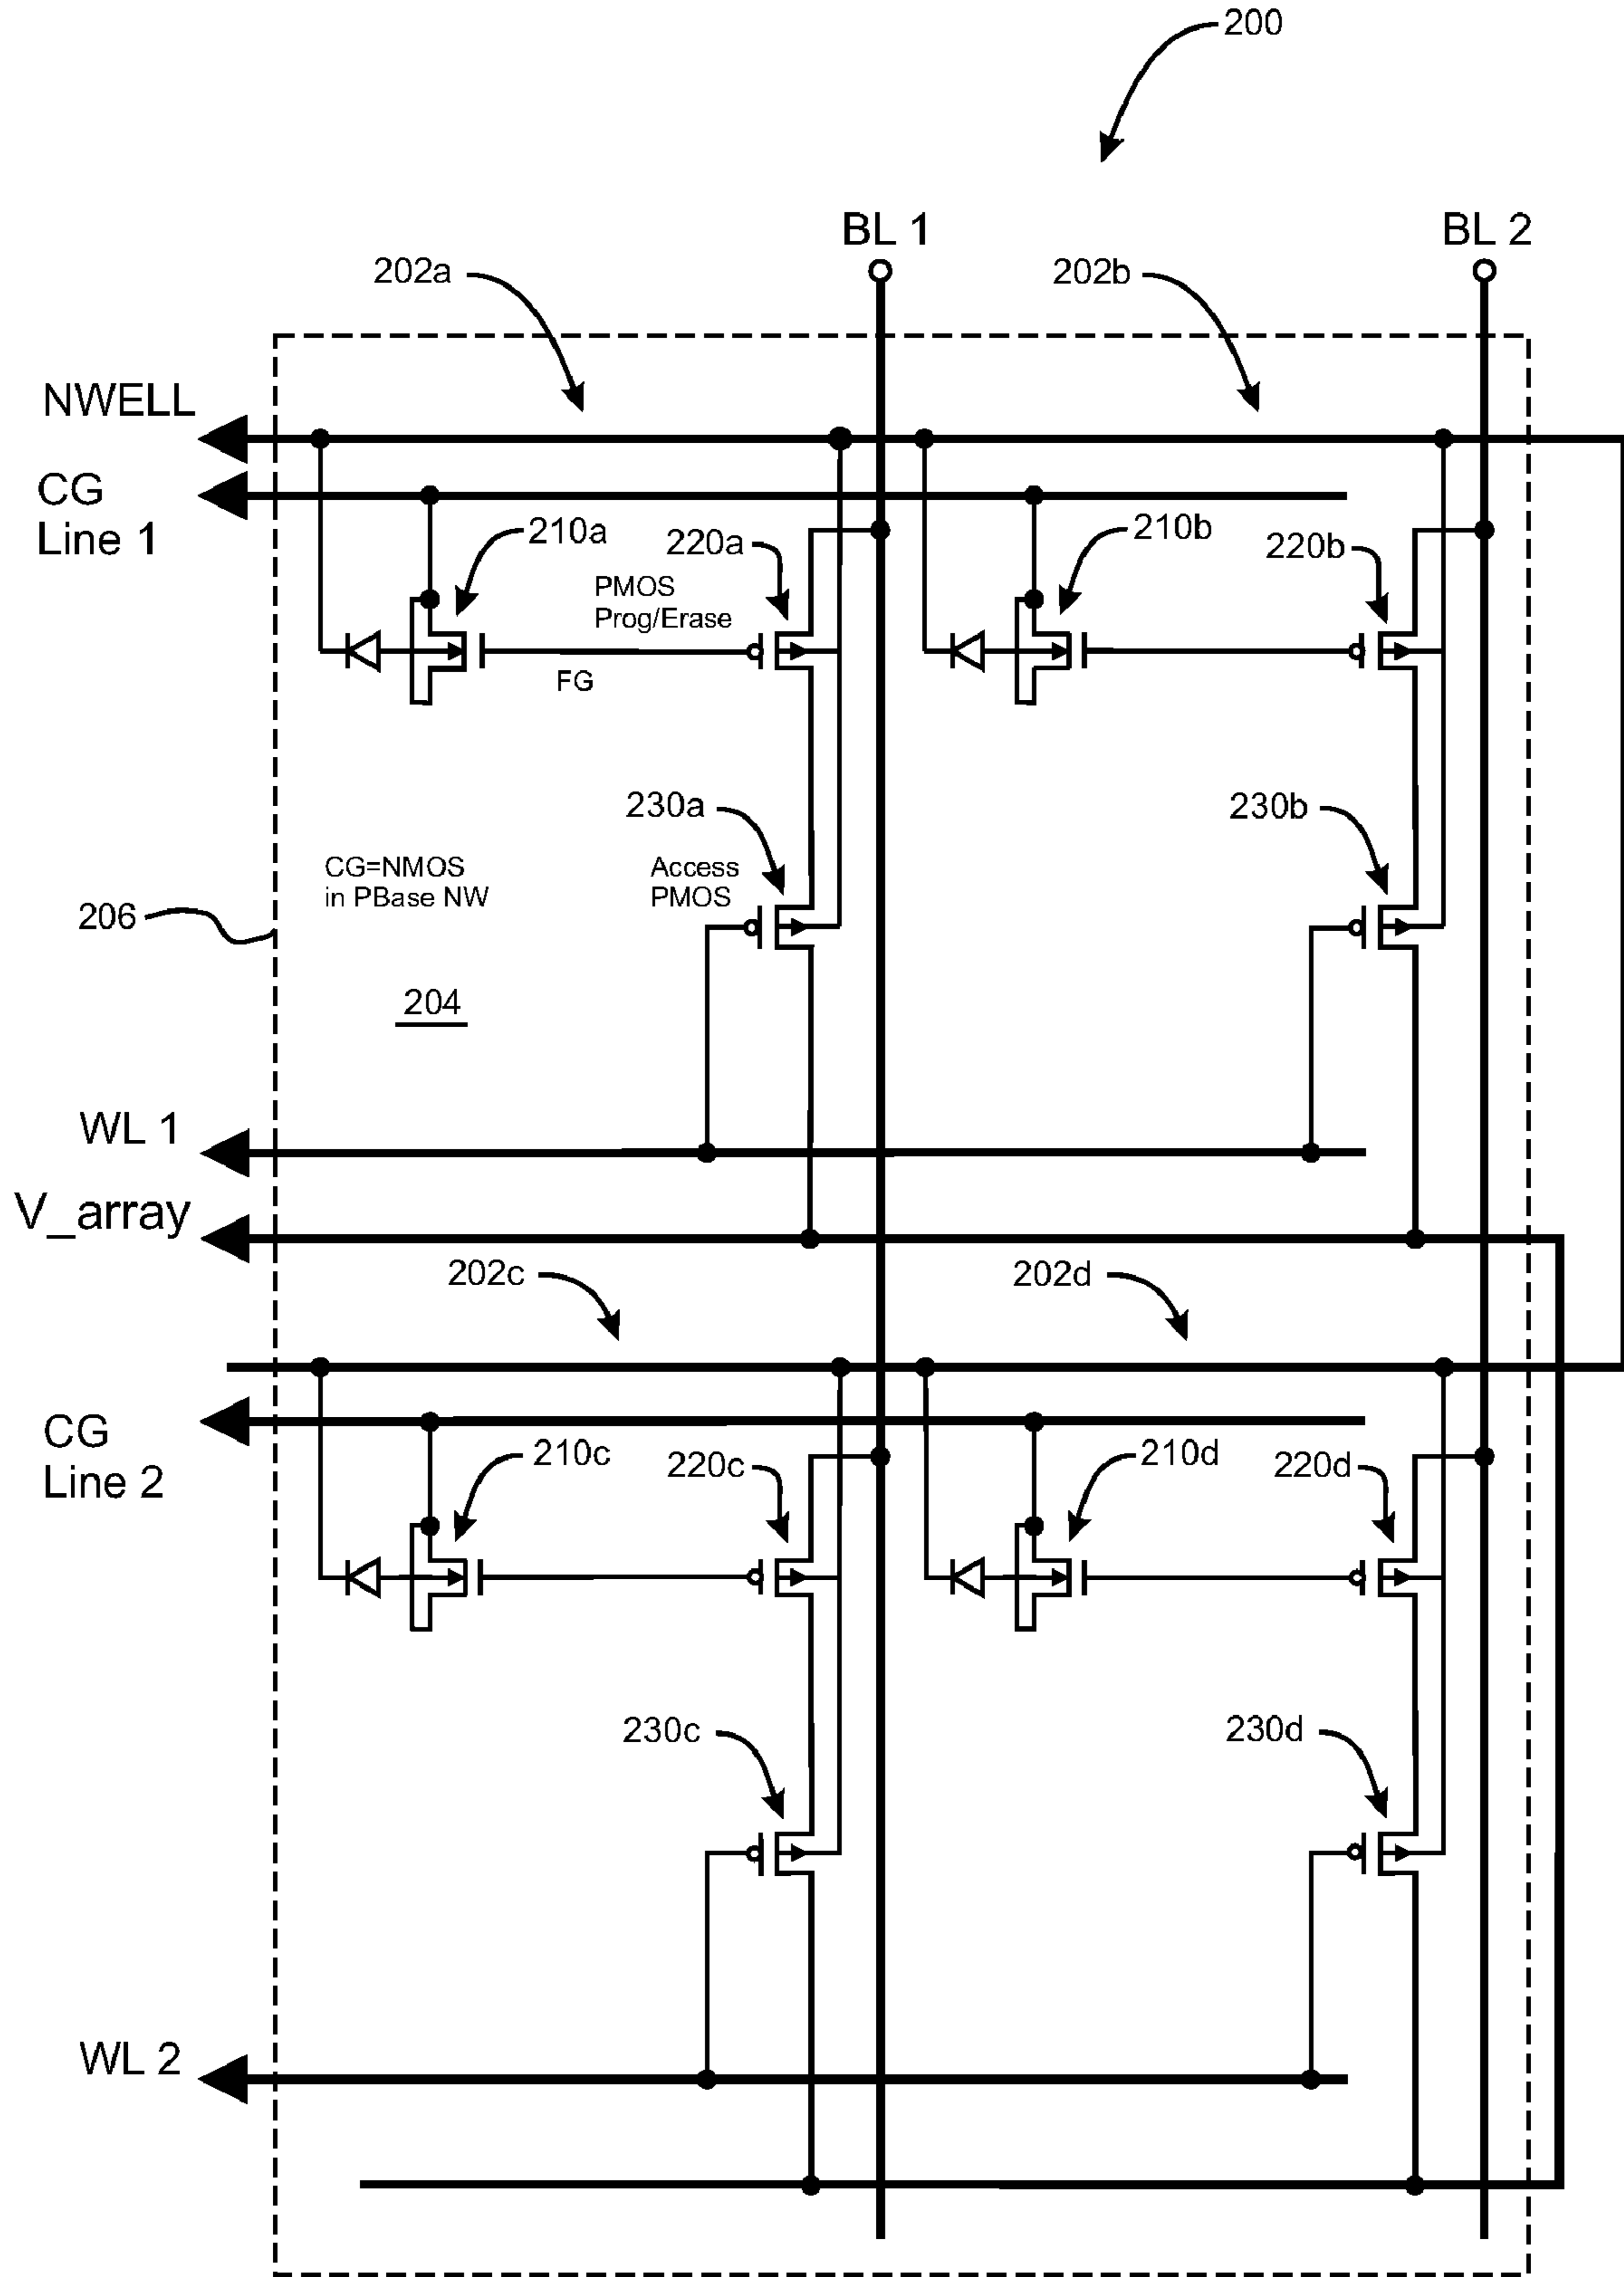 200
BL 1
BL 2
202a
202b
NWELL
CG
Line 1
210a
220a
210b
220b
PMOS
Prog/Erase
FG
230a
230b
CG=NMOS
in PBase NW
Access
PMOS
206
204
WL 1
V_array
202c
202d
CG
Line 2
210c
220c
210d
220d
230c
230d
WL 2